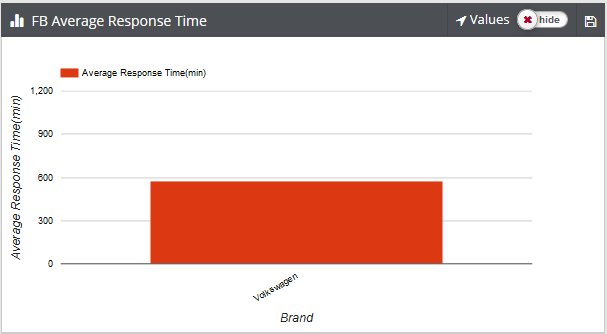 FB Average Response Time
Values
hide
Average Response Time(min)
1,200
900
600
300
0
Average Response Time(min)
Volkswagen
Brand